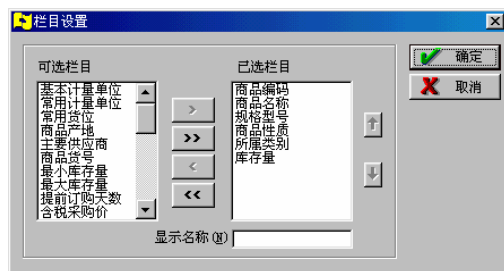 栏目设置
可选栏目
基本计量单位
常用计量单位
常用货位
商品产地
主要供应商
商品货号
最小库存量
最大库存量
提前订购天数
含税采购价
>
>>
<
<<
已选栏目
商品编码
商品名称
规格型号
商品性质
所属类别
库存量
显示名称(N)
确定
取消